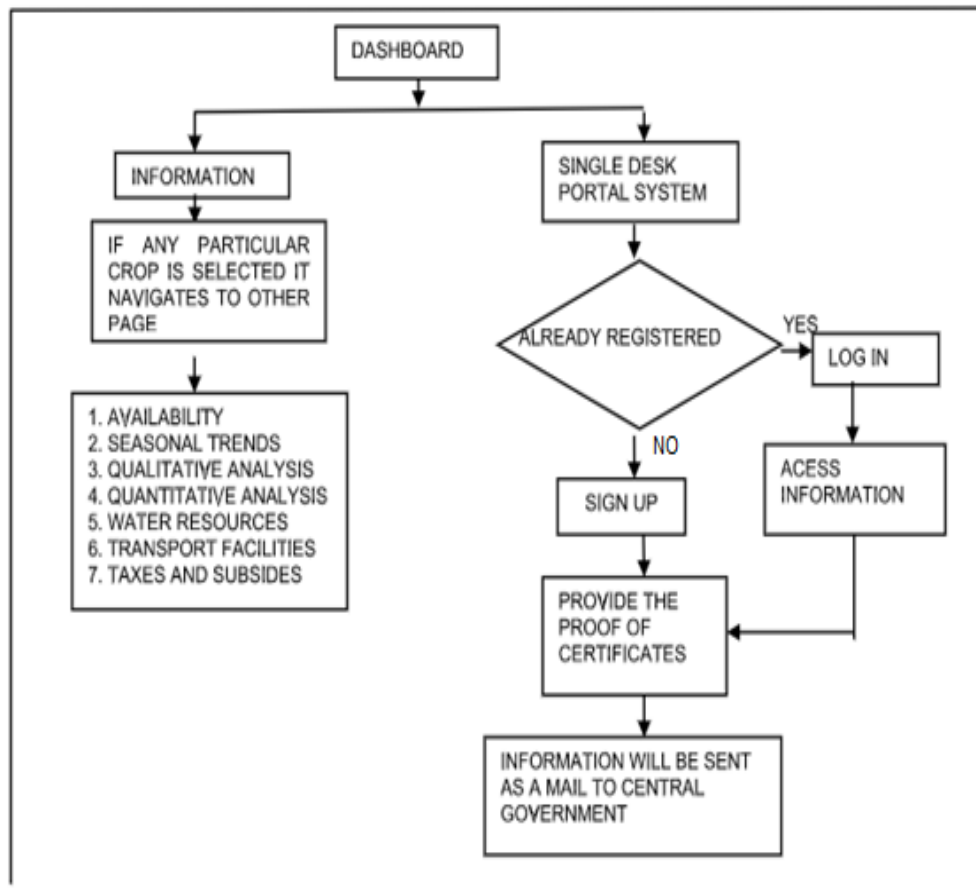 DASHBOARD
INFORMATION
IF ANY PARTICULAR
CROP IS SELECTED IT
NAVIGATES TO OTHER
PAGE
1. AVAILABILITY
2. SEASONAL TRENDS
3. QUALITATIVE ANALYSIS
4. QUANTITATIVE ANALYSIS
5. WATER RESOURCES
6. TRANSPORT FACILITIES
7. TAXES AND SUBSIDES
SINGLE DESK
PORTAL SYSTEM
ALREADY REGISTERED
YES
LOG IN
ACESS
INFORMATION
NO
SIGN UP
PROVIDE THE
PROOF OF
CERTIFICATES
INFORMATION WILL BE SENT
AS A MAIL TO CENTRAL
GOVERNMENT